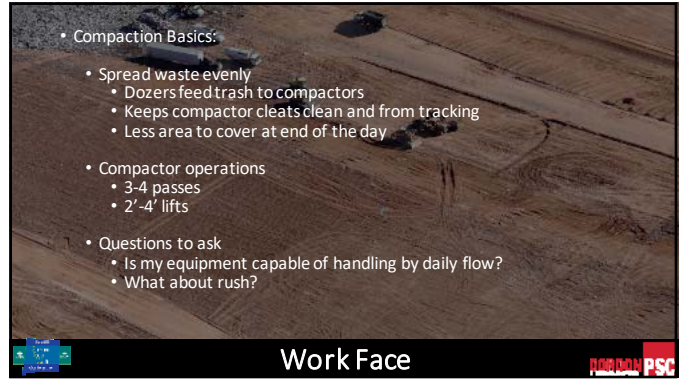 • Compaction Basics:
• Spread waste evenly
• Dozers feed trash to compactors
• Keeps compactor cleats clean and from tracking
• Less area to cover at end of the day
• Compactor operations
• 3-4 passes
• 2’-4’ lifts
• Questions to ask
• Is my equipment capable of handling by daily flow?
• What about rush?
Work Face
PSC